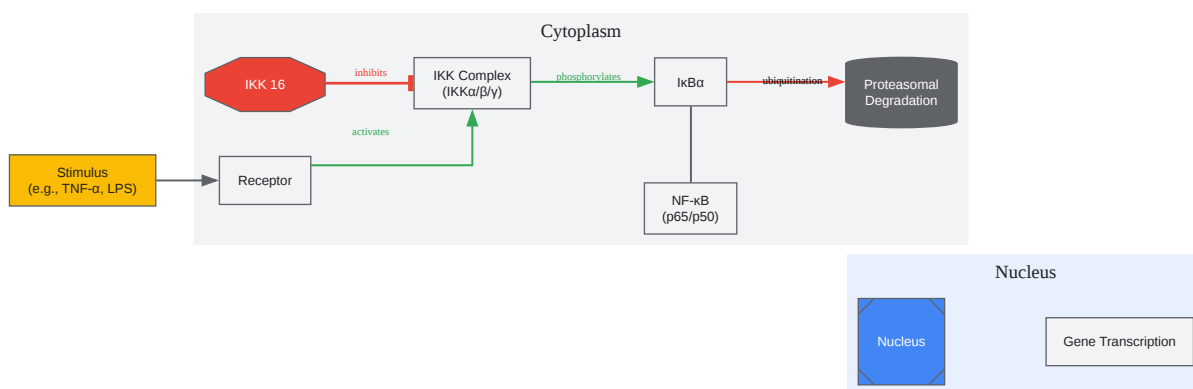 Cytoplasm
IKK 16
inhibits
IKK Complex
(IKKα/β/γ)
phosphorylates
IκBα
ubiquitination
Proteasomal
Degradation
activates
Stimulus
(e.g., TNF-α, LPS)
Receptor
NF-κB
(p65/p50)
Nucleus
Nucleus
Gene Transcription